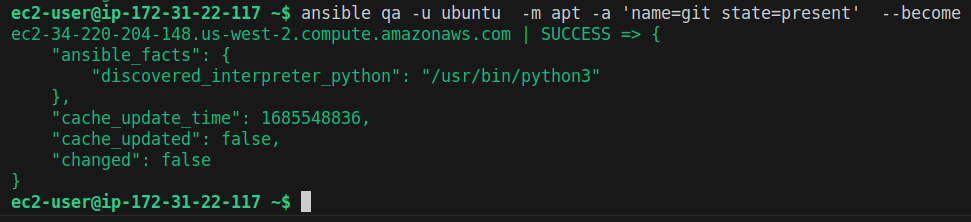 ec2-user@ip-172-31-22-117 ~$ ansible qa -u ubuntu  -m apt -a 'name=git state=present'  --become
ec2-34-220-204-148.us-west-2.compute.amazonaws.com | SUCCESS => {
    "ansible_facts": {
        "discovered_interpreter_python": "/usr/bin/python3"
    },
    "cache_update_time": 1685548836,
    "cache_updated": false,
    "changed": false
}
ec2-user@ip-172-31-22-117 ~$